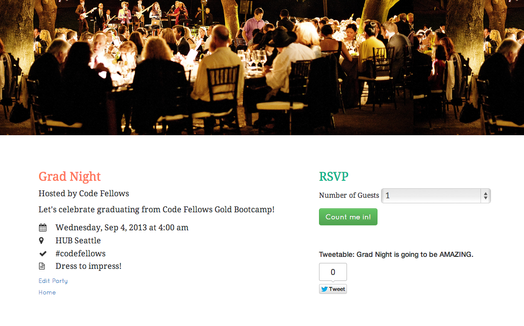 Grad Night
Hosted by Code Fellows
Let's celebrate graduating from Code Fellows Gold Bootcamp!
Wednesday, Sep 4, 2013 at 4:00 am
HUB Seattle
#codefellows
Dress to impress!
Edit Party
Home
RSVP
Number of Guests 1
Count me in!
Tweetable: Grad Night is going to be AMAZING.
0
Tweet